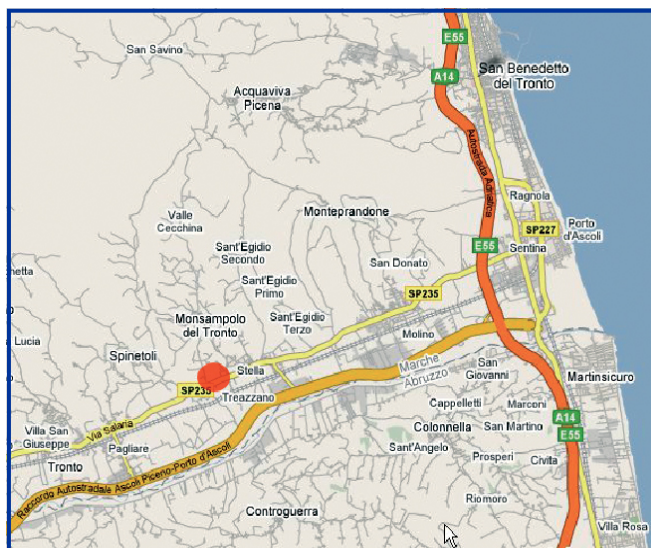 E55
San Savino
San Benedetto
del Tronto
A14
Acquaviva
Picena
Autostrada Adriatica
Ragnola
Valle
Cecchina
Monteprandone
Porto
d'Ascoli
SP227
Sant'Egidio
Secondo
E55
Sentina
San Donato
Sant'Egidio
Primo
SP235
Monsampolo
del Tronto
Sant'Egidio
Terzo
Molino
Lucia
Spinetoli
Marche
Abruzzo
San
Giovanni
Stella
Martinsicuro
SP235
Treazzano
Cappelletti
Marconi
Via Salaria
A14
Villa San
Giuseppe
Colonnella
San Martino
E55
Pagliare
Sant'Angelo
Tronto
Prosperi
Civita
Raccordo Autostradale Ascoli Piceno-Porto d'Ascoli
Riomoro
Controguerra
Villa Rosa